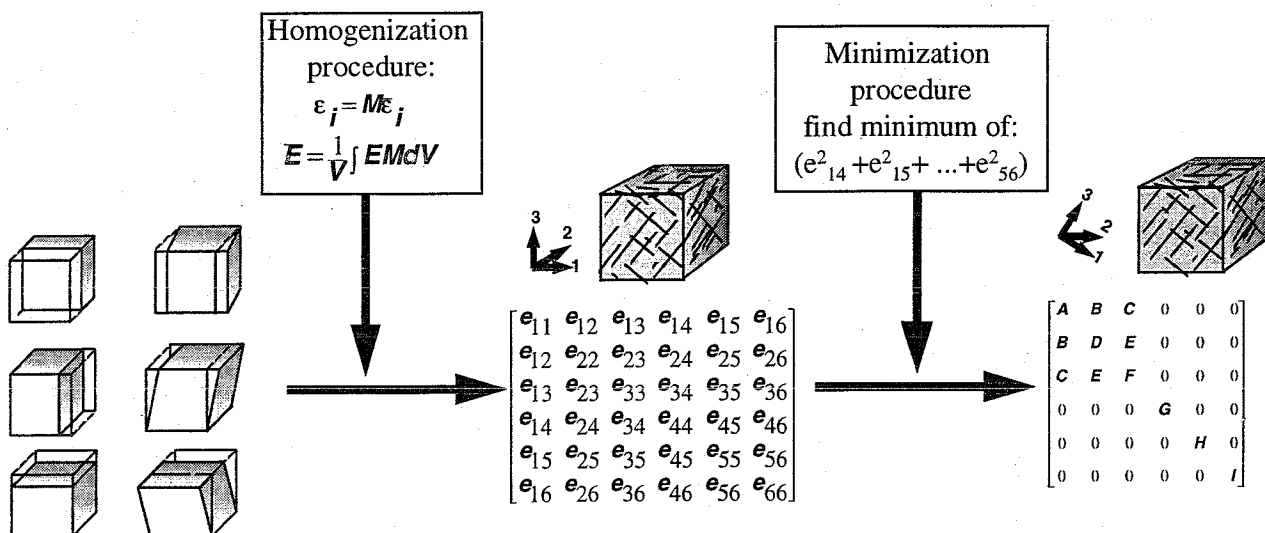 Homogenization
procedure:
ε_i = Mε̄_i
E̅ = 1/V ∫ EMdV
Minimization
procedure
find minimum of:
(e²₁₄ +e²₁₅+ ...+e²₅₆)
3
2
1
3
2
1
e₁₁ e₁₂ e₁₃ e₁₄ e₁₅ e₁₆
e₁₂ e₂₂ e₂₃ e₂₄ e₂₅ e₂₆
e₁₃ e₂₃ e₃₃ e₃₄ e₃₅ e₃₆
e₁₄ e₂₄ e₃₄ e₄₄ e₄₅ e₄₆
e₁₅ e₂₅ e₃₅ e₄₅ e₅₅ e₅₆
e₁₆ e₂₆ e₃₆ e₄₆ e₅₆ e₆₆
A B C 0 0 0
B D E 0 0 0
C E F 0 0 0
0 0 0 G 0 0
0 0 0 0 H 0
0 0 0 0 0 I